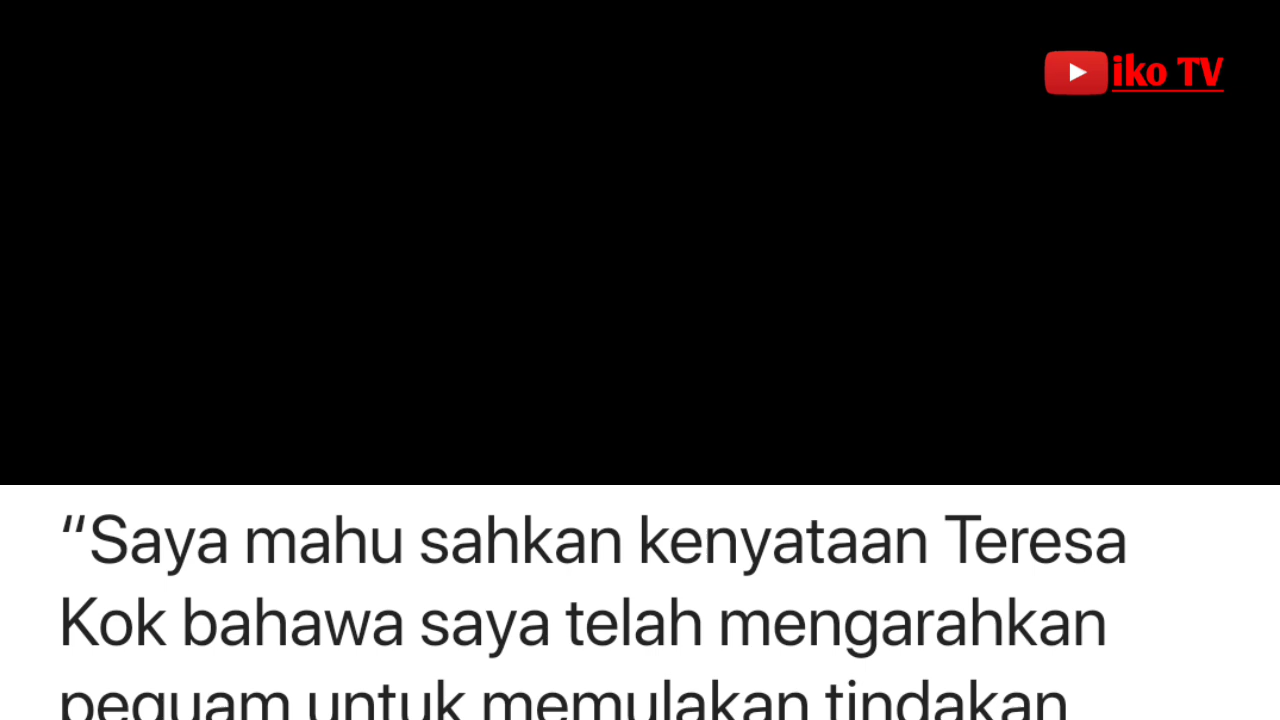 iko TV
“Saya mahu sahkan kenyataan Teresa
Kok bahawa saya telah mengarahkan
peguam untuk memulakan tindakan